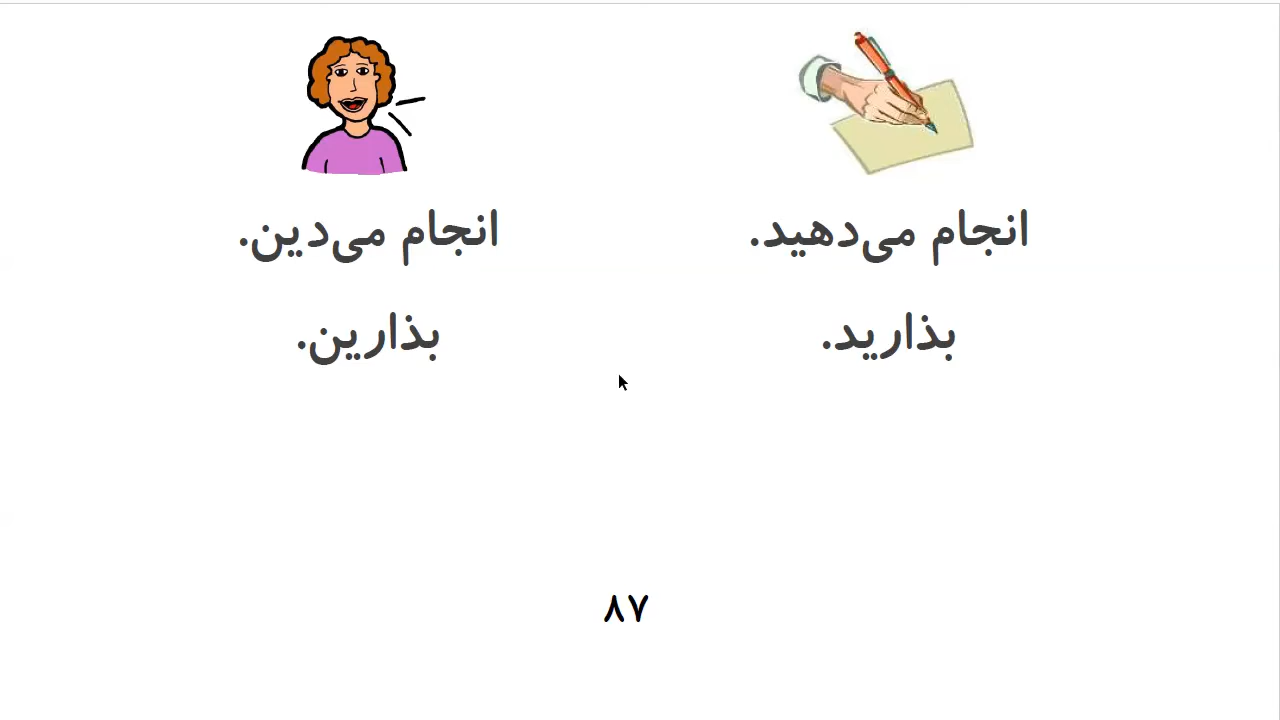 انجام می‌دهید.
انجام می‌دین.
بذارید.
بذارین.
۸۷